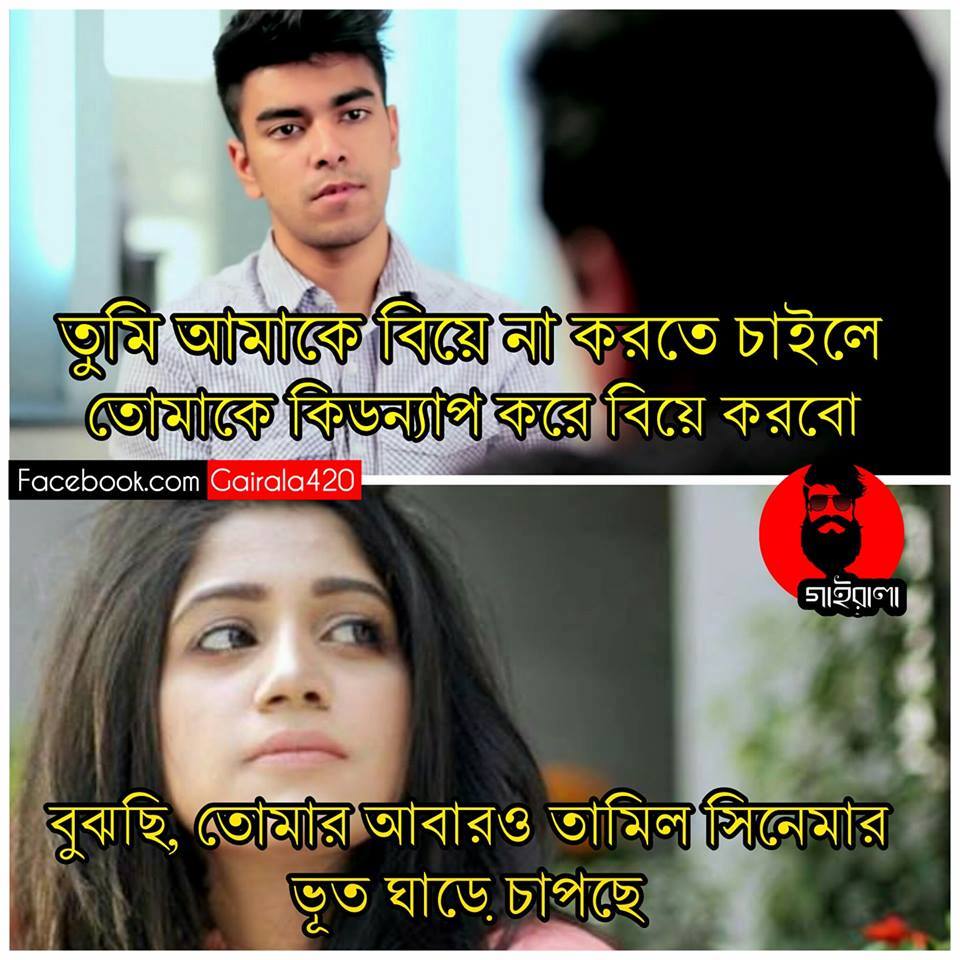 তুমি আমাকে বিয়ে না করতে চাইলে
তোমাকে কিডন্যাপ করে বিয়ে করবো
Facebook.com Gairala420
গাইরালা
বুঝছি, তোমার আবারও তামিল সিনেমার
ভূত ঘাড়ে চাপছে